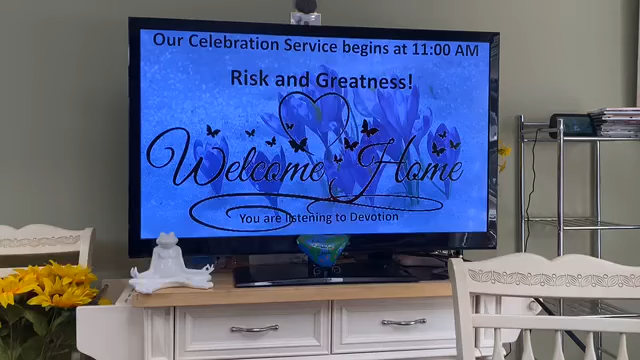 Our Celebration Service begins at 11:00 AM
Risk and Greatness!
Welcome Home
You are listening to Devotion